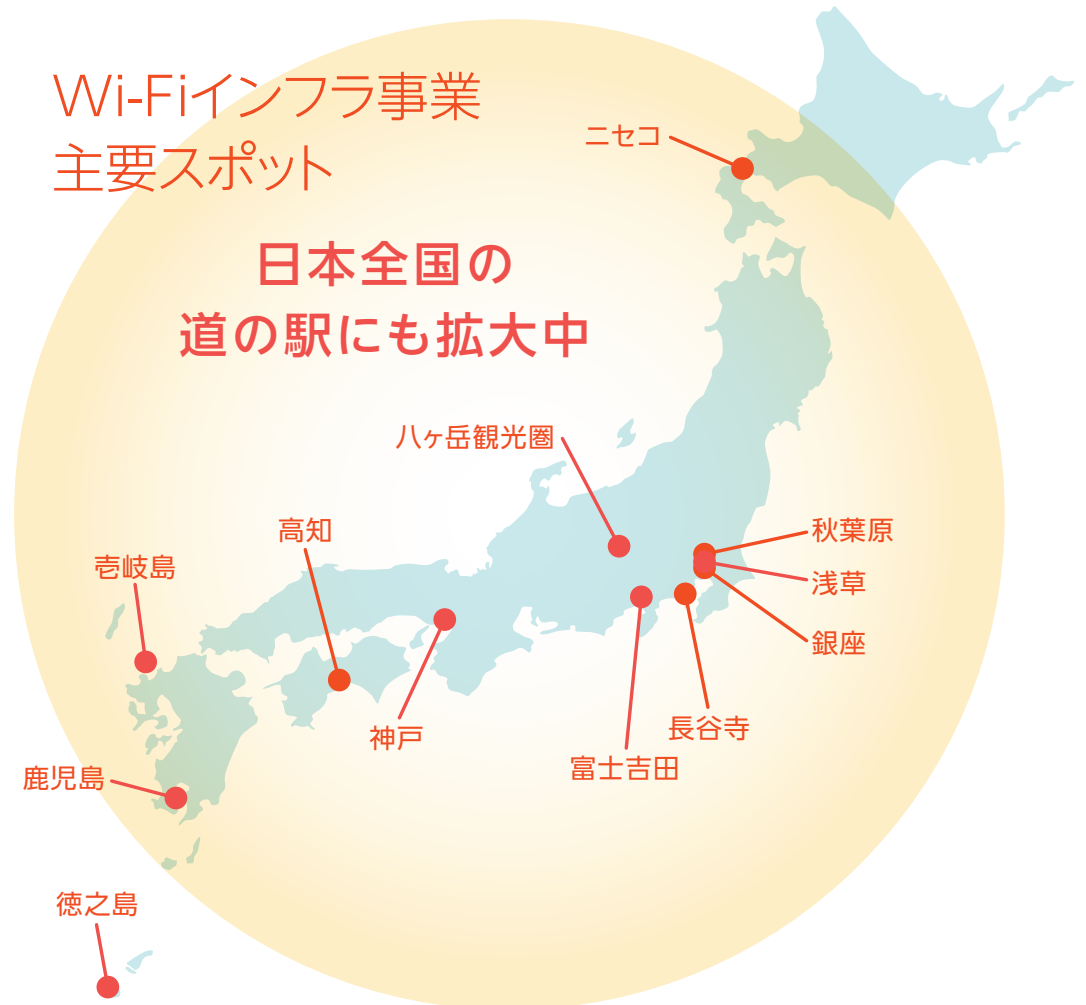 Wi-Fiインフラ事業
主要スポット
ニセコ
日本全国の
道の駅にも拡大中
八ヶ岳観光圏
高知
秋葉原
壱岐島
浅草
銀座
神戸
長谷寺
富士吉田
鹿児島
徳之島